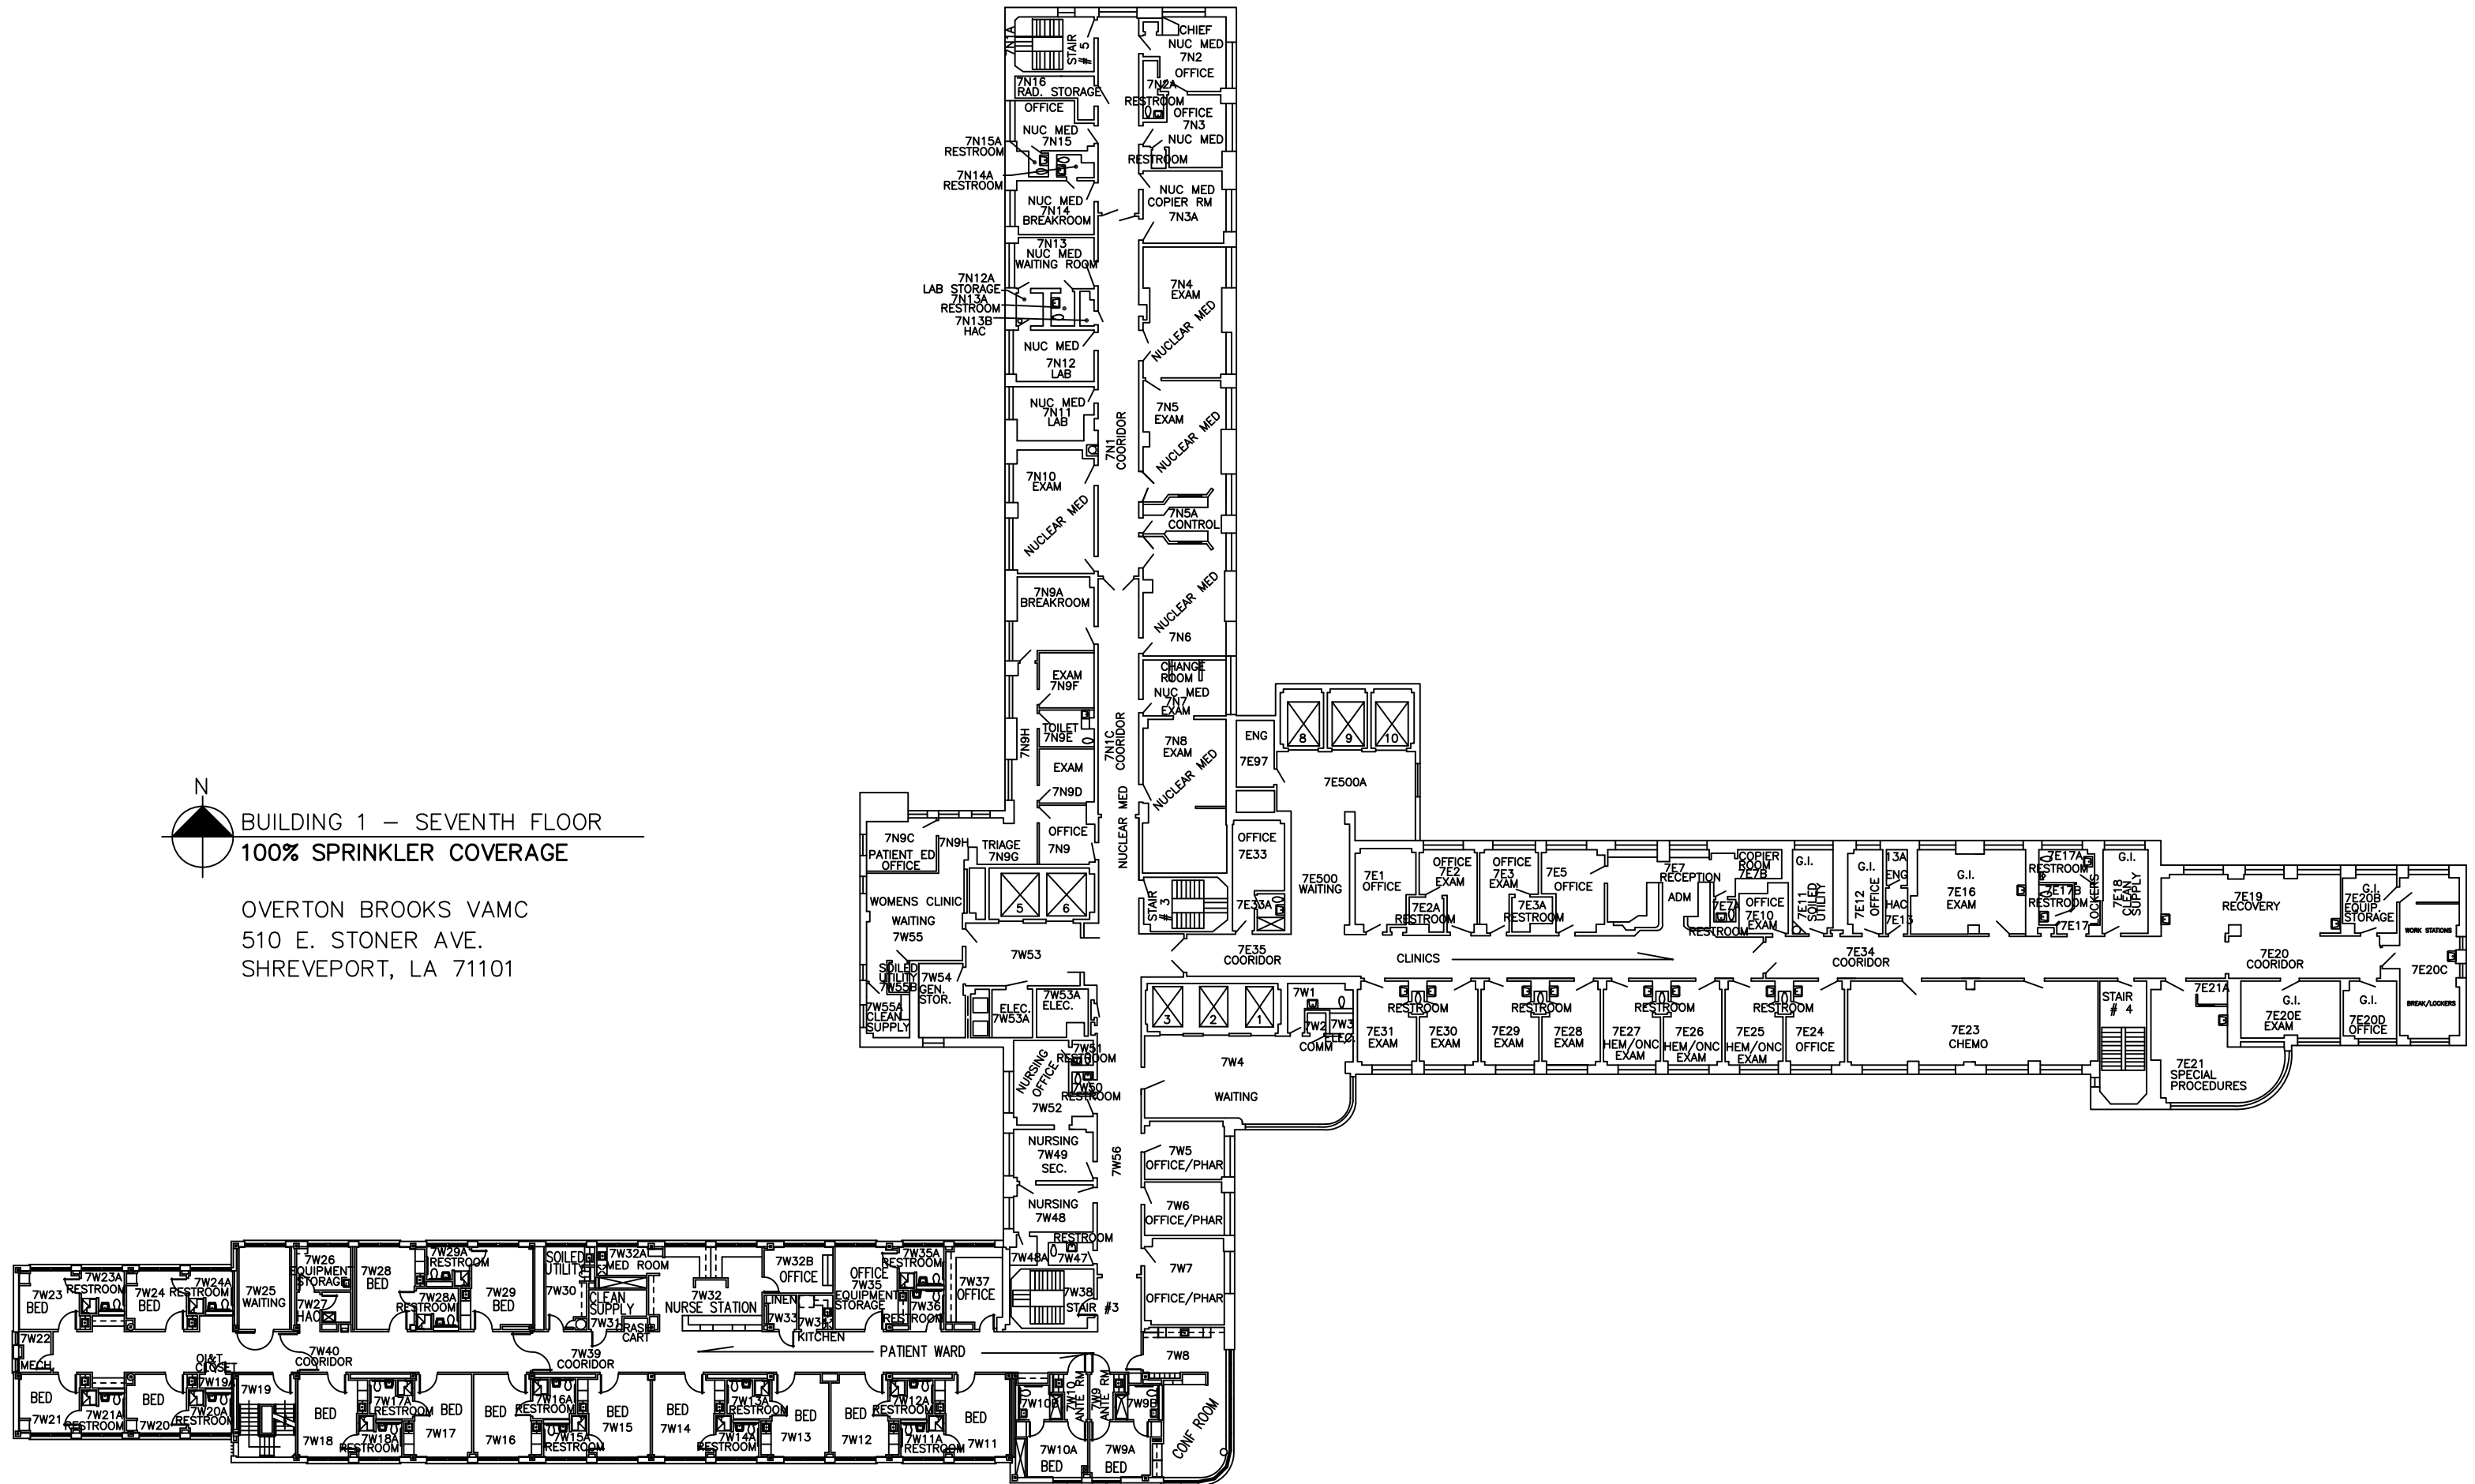 7N1A
STAIR
# 5
CHIEF
NUC MED
7N2
OFFICE
7N16
RAD. STORAGE
7N2A
RESTROOM
OFFICE
NUC MED
7N15
OFFICE
7N3
NUC MED
7N15A
RESTROOM
RESTROOM
7N14A
RESTROOM
NUC MED
7N14
BREAKROOM
NUC MED
COPIER RM
7N3A
7N13
NUC MED
WAITING ROOM
7N12A
LAB STORAGE
7N13A
RESTROOM
7N13B
HAC
7N4
EXAM
NUCLEAR MED
NUC MED
7N12
LAB
NUC MED
7N11
LAB
7N1
COORIDOR
7N5
EXAM
NUCLEAR MED
7N10
EXAM
NUCLEAR MED
7N5A
CONTROL
7N9A
BREAKROOM
NUCLEAR MED
7N6
EXAM
7N9F
CHANGE
ROOM
NUC MED
7N7
EXAM
TOILET
7N9E
7N9H
7N1C
COORIDOR
NUCLEAR MED
7N8
EXAM
NUCLEAR MED
EXAM
7N9D
ENG
7E97
8
9
10
7E500A
N
BUILDING 1 – SEVENTH FLOOR
100% SPRINKLER COVERAGE
OVERTON BROOKS VAMC
510 E. STONER AVE.
SHREVEPORT, LA 71101
7N9C
PATIENT ED
OFFICE
7N9H
TRIAGE
7N9G
OFFICE
7N9
OFFICE
7E33
7E33A
7E500
WAITING
7E1
OFFICE
OFFICE
7E2
EXAM
7E2A
RESTROOM
OFFICE
7E3
EXAM
7E3A
RESTROOM
7E5
OFFICE
7E7
RECEPTION
ADM
COPIER
ROOM
7E7B
7E7A
RESTROOM
OFFICE
7E10
EXAM
G.I.
7E11
SOILED
UTILITY
G.I.
7E12
OFFICE
13A
ENG
HAC
7E13
G.I.
7E16
EXAM
7E17A
RESTROOM
7E17B
RESTROOM
7E17
LOCKERS
G.I.
7E18
CLEAN
SUPPLY
7E19
RECOVERY
G.I.
7E20B
EQUIP.
STORAGE
WORK STATIONS
7E20C
BREAK/LOCKERS
WOMENS CLINIC
WAITING
7W55
5
6
STAIR
# 3
7W53
7E35
COORIDOR
CLINICS
7E34
COORIDOR
7E20
COORIDOR
SOILED
UTILITY
7W55B
7W55A
CLEAN
SUPPLY
7W54
GEN.
STOR.
ELEC.
7W53A
7W53A
ELEC.
3
2
1
7W1
7W2
COMM
7W3
ELEC.
7E31
EXAM
RESTROOM
7E30
EXAM
7E29
EXAM
RESTROOM
7E28
EXAM
7E27
HEM/ONC
EXAM
RESTROOM
7E26
HEM/ONC
EXAM
7E25
HEM/ONC
EXAM
RESTROOM
7E24
OFFICE
7E23
CHEMO
STAIR
# 4
7E21A
7E21
SPECIAL
PROCEDURES
G.I.
7E20E
EXAM
G.I.
7E20D
OFFICE
NURSING
OFFICE
7W52
7W51
RESTROOM
7W50
RESTROOM
7W4
WAITING
NURSING
7W49
SEC.
7W56
7W5
OFFICE/PHAR
NURSING
7W48
7W6
OFFICE/PHAR
RESTROOM
7W48A
7W47
7W38
STAIR #3
7W7
OFFICE/PHAR
7W23
BED
7W23A
RESTROOM
7W24
BED
7W24A
RESTROOM
7W25
WAITING
7W26
EQUIPMENT
STORAGE
7W27
HAC
7W28
BED
7W29A
RESTROOM
7W28A
RESTROOM
7W29
BED
SOILED
UTILITY
7W30
7W32A
MED ROOM
CLEAN
SUPPLY
7W31
CRASH
CART
7W32
NURSE STATION
7W32B
OFFICE
LINEN
7W33
7W34
KITCHEN
OFFICE
7W35
EQUIPMENT
STORAGE
7W35A
RESTROOM
7W36
RESTROOM
7W37
OFFICE
7W22
MECH.
OI&T
CLOSET
7W19A
7W40
COORIDOR
7W39
COORIDOR
PATIENT WARD
7W8
CONF ROOM
BED
7W21
7W21A
RESTROOM
BED
7W20
7W20A
RESTROOM
7W19
BED
7W18
7W17A
RESTROOM
7W18A
RESTROOM
BED
7W17
BED
7W16
7W16A
RESTROOM
7W15A
RESTROOM
BED
7W15
BED
7W14
7W13A
RESTROOM
7W14A
RESTROOM
BED
7W13
BED
7W12
7W12A
RESTROOM
7W11A
RESTROOM
BED
7W11
7W10B
7W10
ANTE RM
7W9
ANTE RM
7W9B
7W10A
BED
7W9A
BED